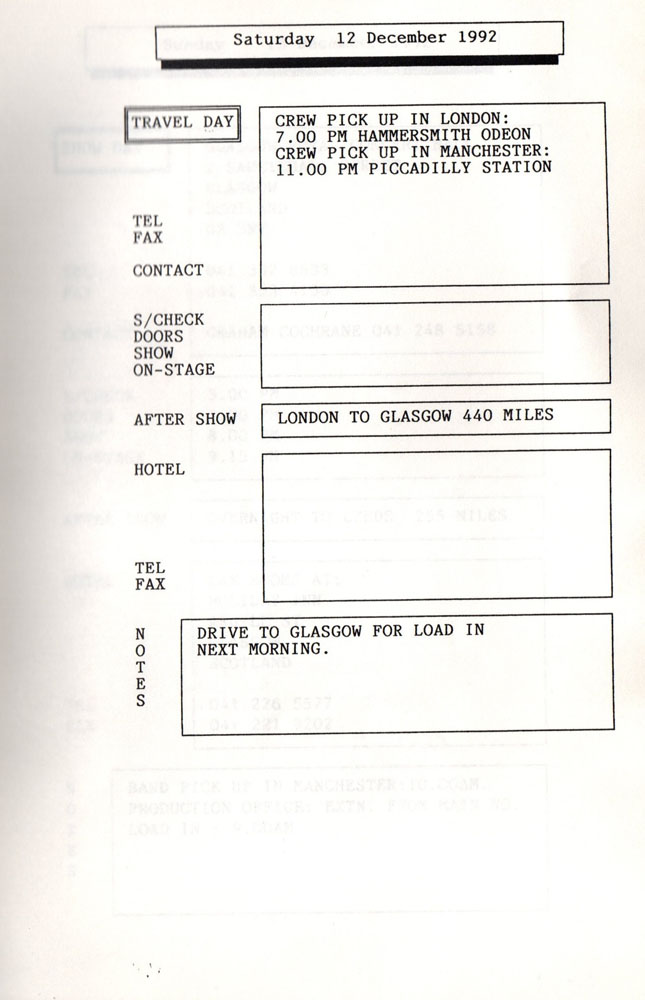 Saturday 12 December 1992
TRAVEL DAY
CREW PICK UP IN LONDON:
7.00 PM HAMMERSMITH ODEON
CREW PICK UP IN MANCHESTER:
11.00 PM PICCADILLY STATION
TEL
FAX
CONTACT
S/CHECK
DOORS
SHOW
ON-STAGE
AFTER SHOW LONDON TO GLASGOW 440 MILES
HOTEL
TEL
FAX
NOTES
DRIVE TO GLASGOW FOR LOAD IN
NEXT MORNING.